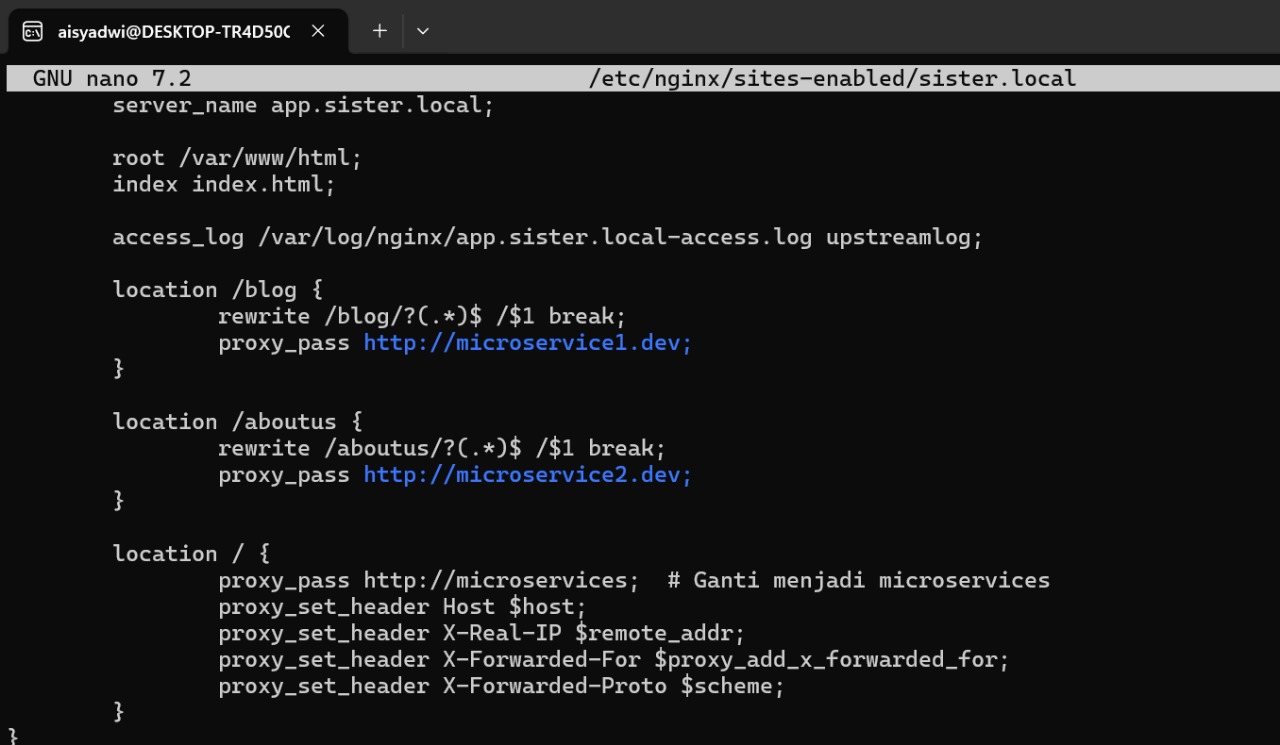 aisyadwi@DESKTOP-TR4D50
GNU nano 7.2 /etc/nginx/sites-enabled/sister.local
server_name app.sister.local;
root /var/www/html;
index index.html;
access_log /var/log/nginx/app.sister.local-access.log upstreamlog;
location /blog {
rewrite /blog/?(.*)$ /$1 break;
proxy_pass http://microservice1.dev;
}
location /aboutus {
rewrite /aboutus/?(.*)$ /$1 break;
proxy_pass http://microservice2.dev;
}
location / {
proxy_pass http://microservices; # Ganti menjadi microservices
proxy_set_header Host $host;
proxy_set_header X-Real-IP $remote_addr;
proxy_set_header X-Forwarded-For $proxy_add_x_forwarded_for;
proxy_set_header X-Forwarded-Proto $scheme;
}
}